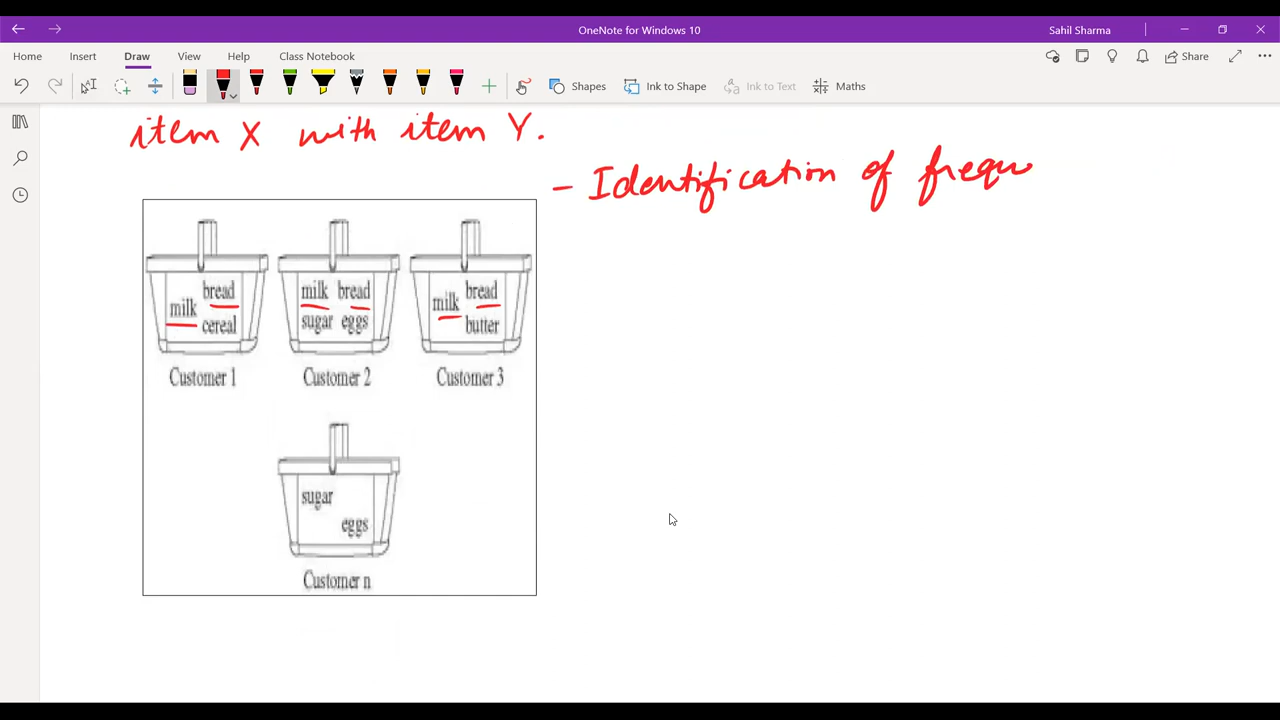 OneNote for Windows 10
Sahil Sharma
Home Insert Draw View Help Class Notebook
Share
Shapes Ink to Shape Ink to Text Maths
item X with item Y.
- Identification of frequ
milk bread cereal
milk bread
sugar eggs
milk bread butter
Customer 1 Customer 2 Customer 3
sugar
eggs
Customer n